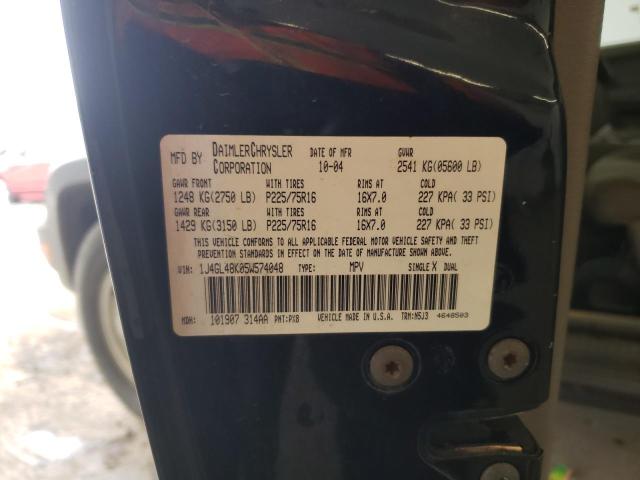 MFD BY DAIMLERCHRYSLER CORPORATION DATE OF MFR 10-04 GVWR 2541 KG(05600 LB)
GAWR FRONT WITH TIRES RIMS AT COLD
1248 KG(2750 LB) P225/75R16 16X7.0 227 KPA( 33 PSI)
GAWR REAR WITH TIRES RIMS AT COLD
1429 KG(3150 LB) P225/75R16 16X7.0 227 KPA( 33 PSI)
THIS VEHICLE CONFORMS TO ALL APPLICABLE FEDERAL MOTOR VEHICLE SAFETY AND THEFT
PREVENTION STANDARDS IN EFFECT ON THE DATE OF MANUFACTURE SHOWN ABOVE.
VIN: 1J4GL48K05W574048 TYPE: MPV SINGLE X DUAL
MDH: 101907 314AA PNT:PX8 VEHICLE MADE IN U.S.A. TRM:N5J3 4648503